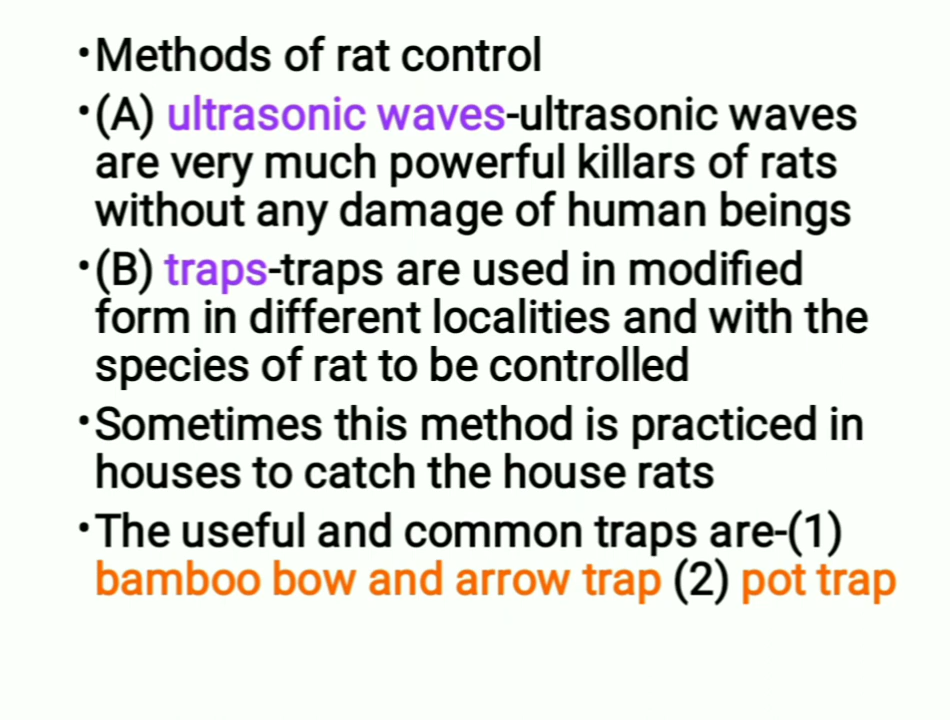 •Methods of rat control
•(A) ultrasonic waves-ultrasonic waves
are very much powerful killars of rats
without any damage of human beings
•(B) traps-traps are used in modified
form in different localities and with the
species of rat to be controlled
•Sometimes this method is practiced in
houses to catch the house rats
•The useful and common traps are-(1)
bamboo bow and arrow trap (2) pot trap